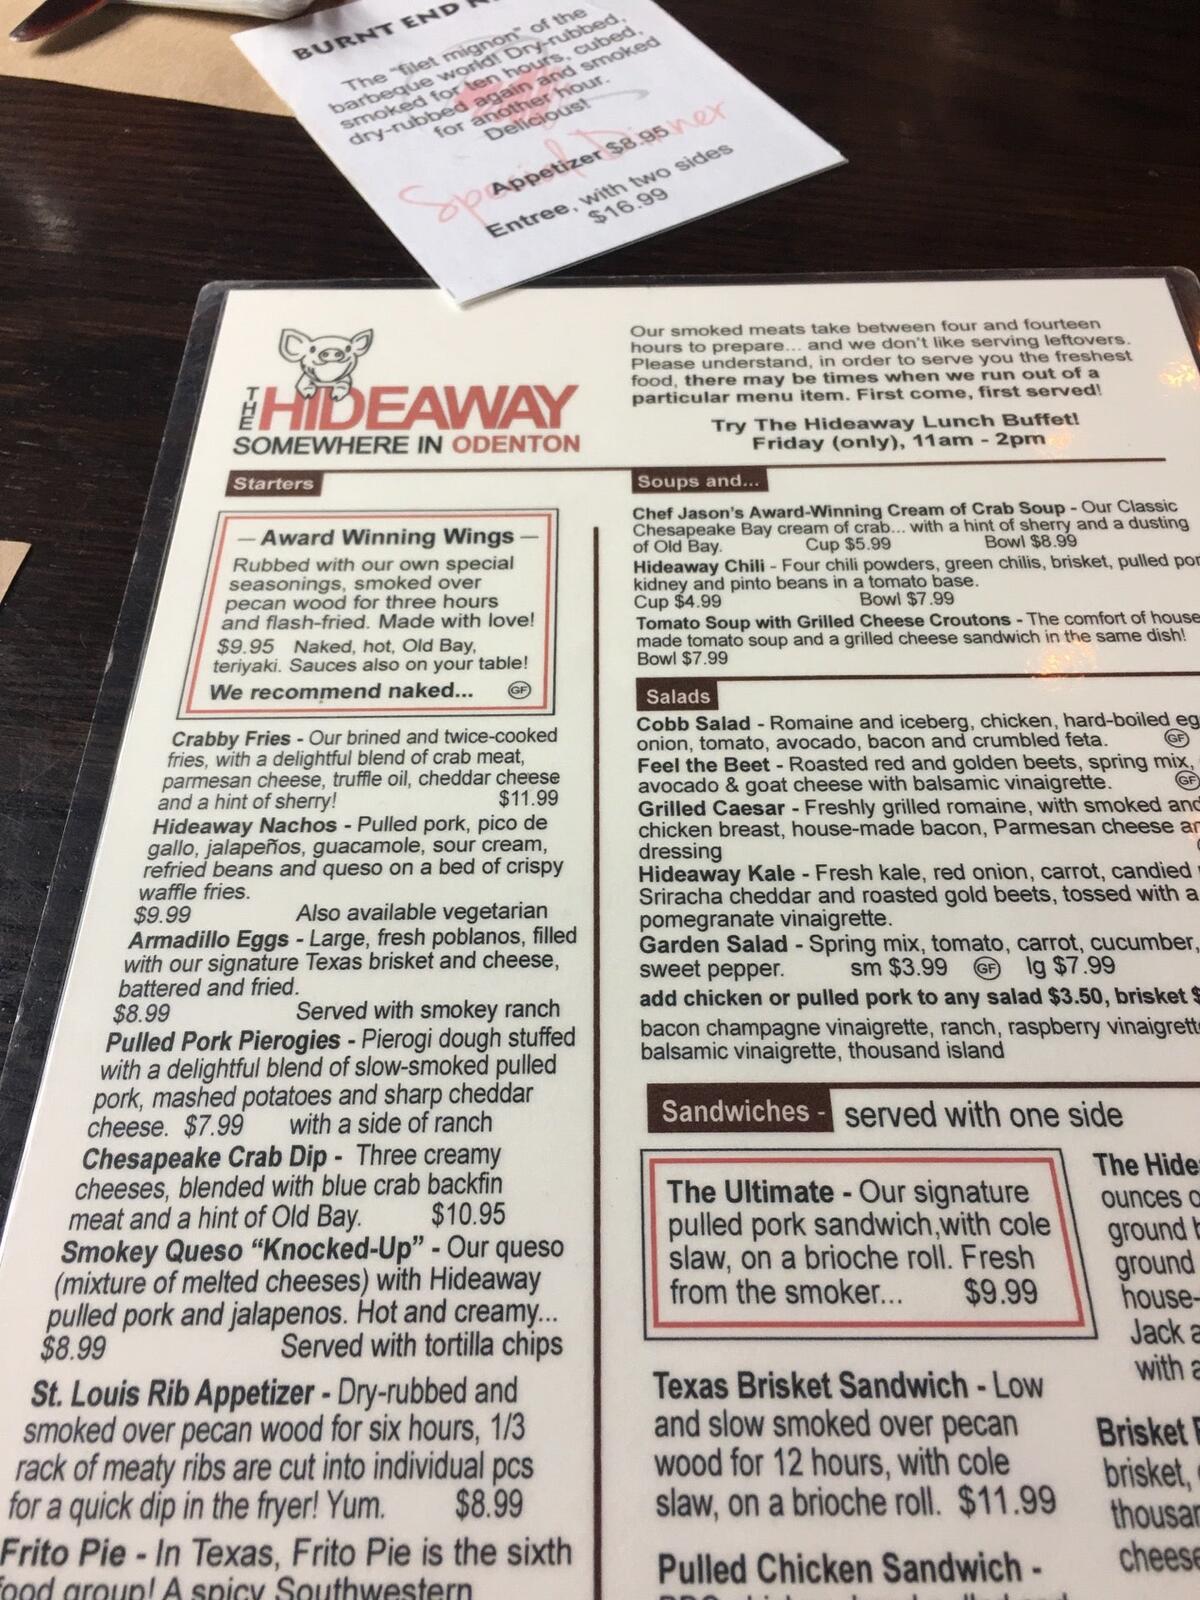 BURNT END
The "filet mignon" of the
barbeque world! Dry-rubbed,
smoked for ten hours, cubed,
dry-rubbed again and smoked
for another hour.
Delicious!
Special Dinner
Appetizer $8.95
Entree, with two sides
$16.99
THE HIDEAWAY
SOMEWHERE IN ODENTON
Our smoked meats take between four and fourteen
hours to prepare... and we don't like serving leftovers.
Please understand, in order to serve you the freshest
food, there may be times when we run out of a
particular menu item. First come, first served!
Try The Hideaway Lunch Buffet!
Friday (only), 11am - 2pm
Starters
— Award Winning Wings —
Rubbed with our own special
seasonings, smoked over
pecan wood for three hours
and flash-fried. Made with love!
$9.95 Naked, hot, Old Bay,
teriyaki. Sauces also on your table!
We recommend naked... GF
Crabby Fries - Our brined and twice-cooked
fries, with a delightful blend of crab meat,
parmesan cheese, truffle oil, cheddar cheese
and a hint of sherry! $11.99
Hideaway Nachos - Pulled pork, pico de
gallo, jalapeños, guacamole, sour cream,
refried beans and queso on a bed of crispy
waffle fries.
$9.99 Also available vegetarian
Armadillo Eggs - Large, fresh poblanos, filled
with our signature Texas brisket and cheese,
battered and fried.
$8.99 Served with smokey ranch
Pulled Pork Pierogies - Pierogi dough stuffed
with a delightful blend of slow-smoked pulled
pork, mashed potatoes and sharp cheddar
cheese. $7.99 with a side of ranch
Chesapeake Crab Dip - Three creamy
cheeses, blended with blue crab backfin
meat and a hint of Old Bay. $10.95
Smokey Queso "Knocked-Up" - Our queso
(mixture of melted cheeses) with Hideaway
pulled pork and jalapenos. Hot and creamy...
$8.99 Served with tortilla chips
St. Louis Rib Appetizer - Dry-rubbed and
smoked over pecan wood for six hours, 1/3
rack of meaty ribs are cut into individual pcs
for a quick dip in the fryer! Yum. $8.99
Frito Pie - In Texas, Frito Pie is the sixth
food group! A spicy Southwestern
Soups and...
Chef Jason's Award-Winning Cream of Crab Soup - Our Classic
Chesapeake Bay cream of crab... with a hint of sherry and a dusting
of Old Bay. Cup $5.99 Bowl $8.99
Hideaway Chili - Four chili powders, green chilis, brisket, pulled por
kidney and pinto beans in a tomato base.
Cup $4.99 Bowl $7.99
Tomato Soup with Grilled Cheese Croutons - The comfort of house
made tomato soup and a grilled cheese sandwich in the same dish!
Bowl $7.99
Salads
Cobb Salad - Romaine and iceberg, chicken, hard-boiled eg
onion, tomato, avocado, bacon and crumbled feta. GF
Feel the Beet - Roasted red and golden beets, spring mix,
avocado & goat cheese with balsamic vinaigrette. GF
Grilled Caesar - Freshly grilled romaine, with smoked and
chicken breast, house-made bacon, Parmesan cheese an
dressing
Hideaway Kale - Fresh kale, red onion, carrot, candied
Sriracha cheddar and roasted gold beets, tossed with a
pomegranate vinaigrette.
Garden Salad - Spring mix, tomato, carrot, cucumber,
sweet pepper. sm $3.99 GF lg $7.99
add chicken or pulled pork to any salad $3.50, brisket $
bacon champagne vinaigrette, ranch, raspberry vinaigrette
balsamic vinaigrette, thousand island
Sandwiches - served with one side
The Ultimate - Our signature
pulled pork sandwich,with cole
slaw, on a brioche roll. Fresh
from the smoker... $9.99
Texas Brisket Sandwich - Low
and slow smoked over pecan
wood for 12 hours, with cole
slaw, on a brioche roll. $11.99
Pulled Chicken Sandwich -
The Hide
ounces o
ground b
ground
house-
Jack a
with a
Brisket
brisket,
thousan
cheese